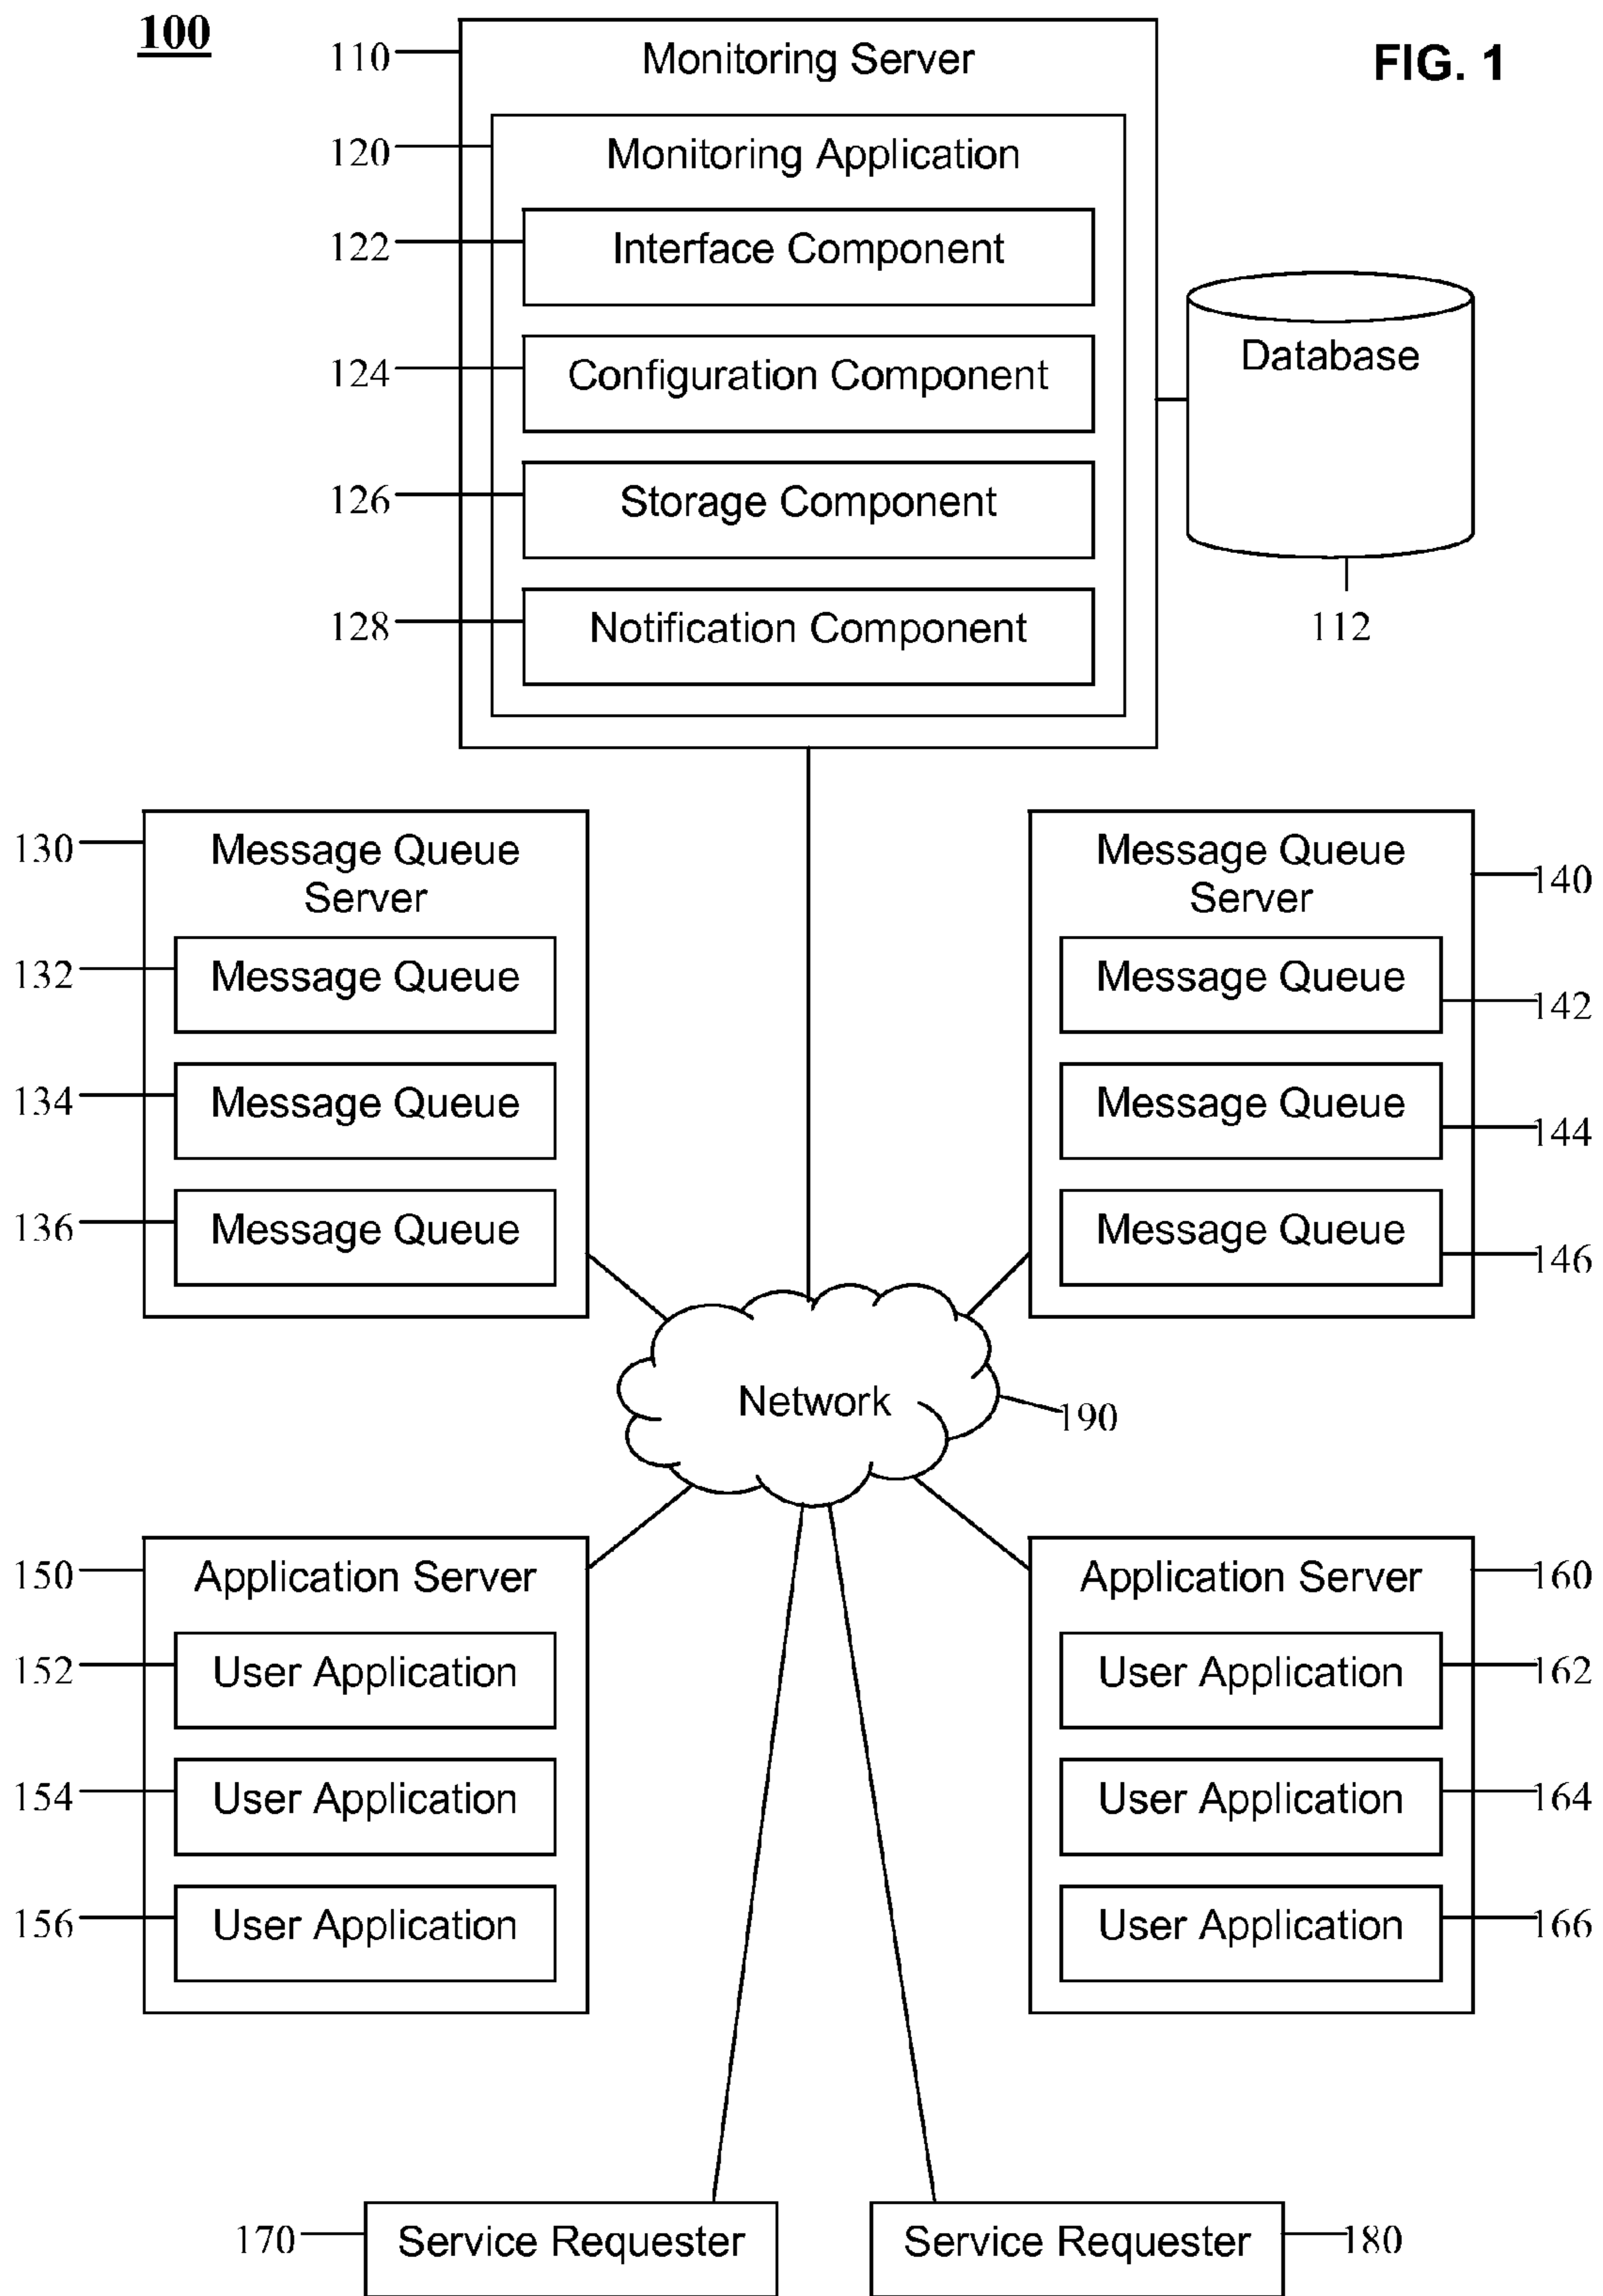 100
FIG. 1
110
Monitoring Server
120
Monitoring Application
122
Interface Component
124
Configuration Component
126
Storage Component
128
Notification Component
Database
112
130
Message Queue
Server
132
Message Queue
134
Message Queue
136
Message Queue
Message Queue
Server
140
Message Queue
142
Message Queue
144
Message Queue
146
Network
190
150
Application Server
152
User Application
154
User Application
156
User Application
Application Server
160
User Application
162
User Application
164
User Application
166
170
Service Requester
Service Requester
180